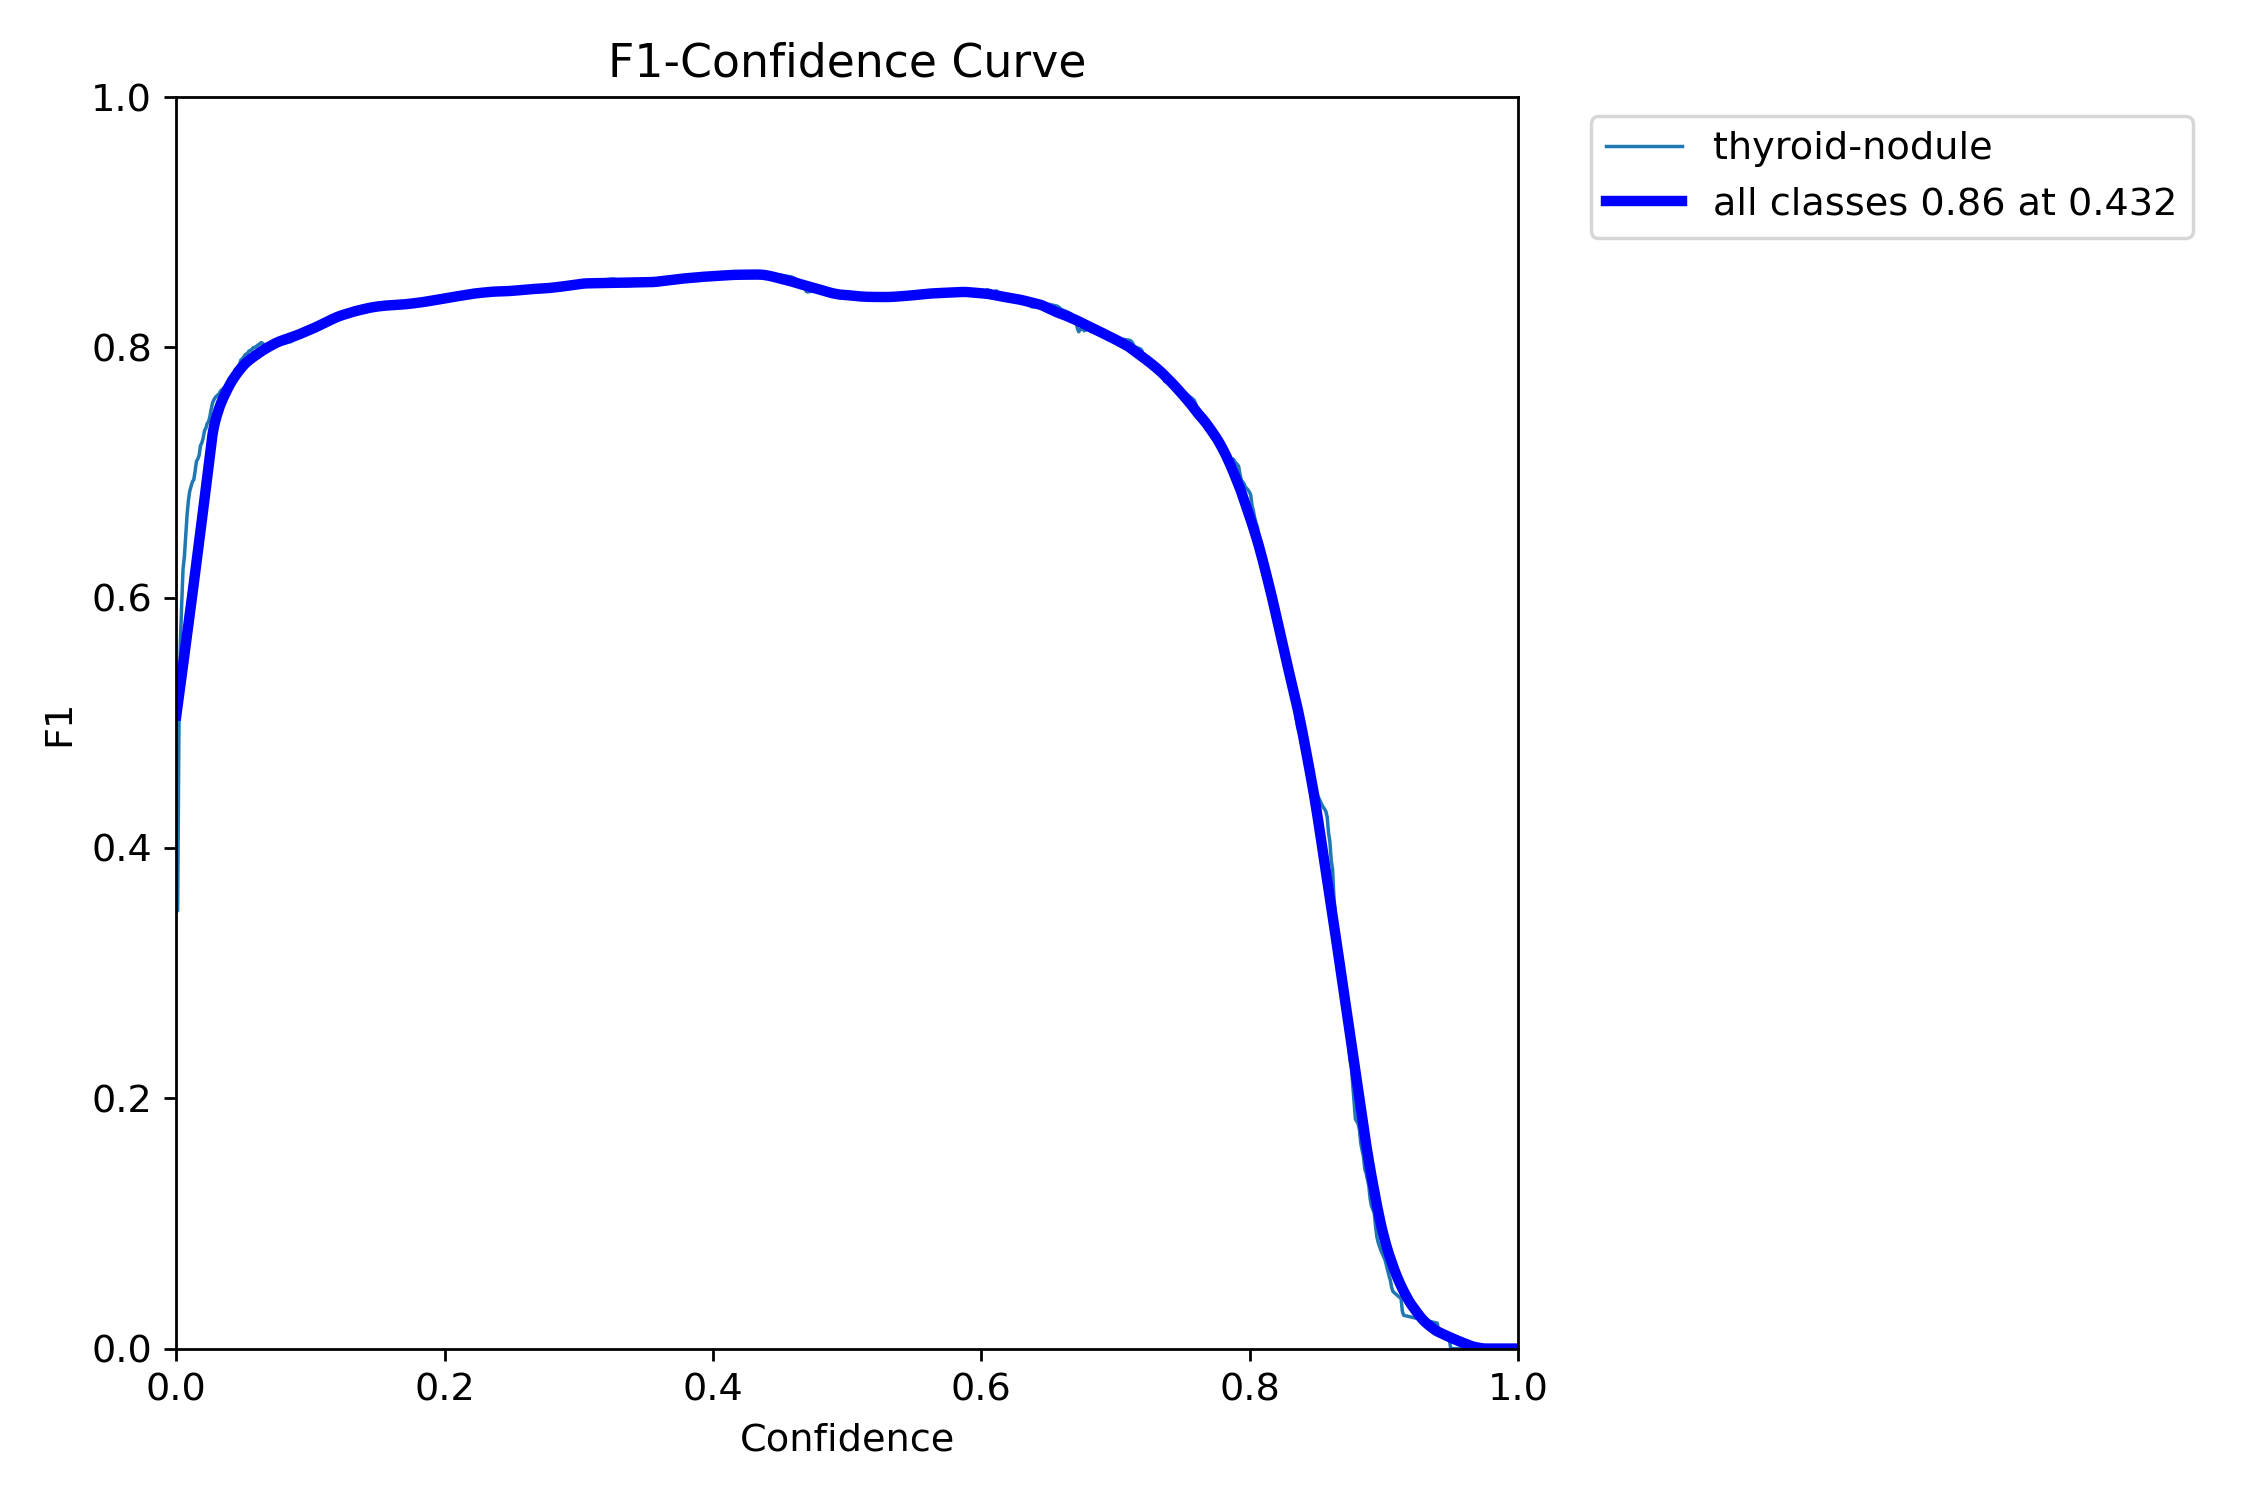 F1-Confidence Curve
1.0
0.8
0.6
0.4
0.2
0.0
F1
0.0 0.2 0.4 0.6 0.8 1.0
Confidence
thyroid-nodule
all classes 0.86 at 0.432